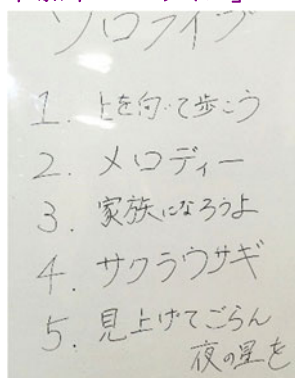 ソロライブ
1. 上を向いて歩こう
2. メロディー
3. 家族になろうよ
4. サクラウサギ
5. 見上げてごらん
夜の星を